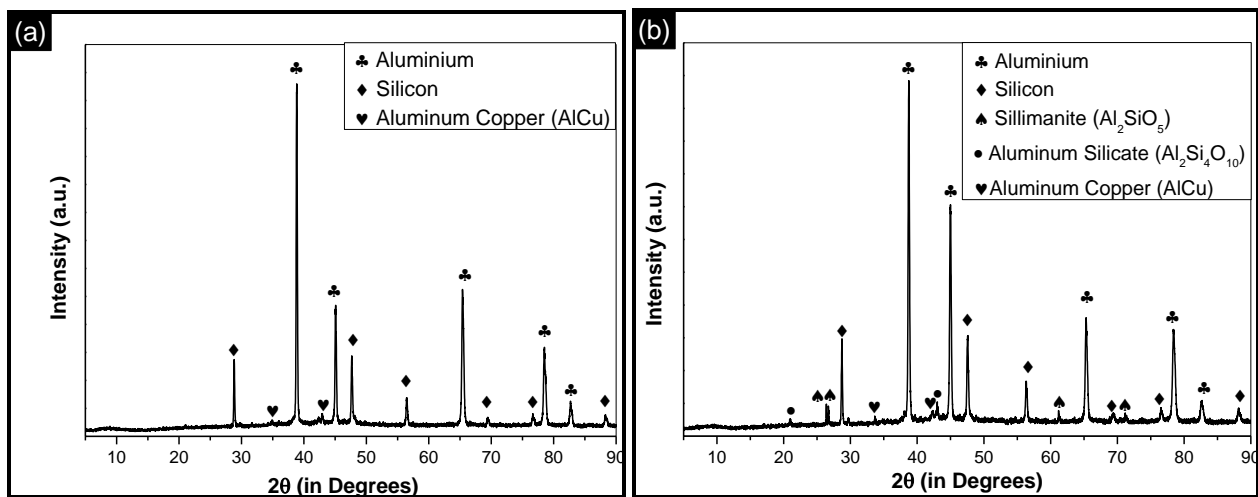 (a)
♣ Aluminium
♦ Silicon
♥ Aluminum Copper (AlCu)
Intensity (a.u.)
10 20 30 40 50 60 70 80 90
2θ (in Degrees)
(b)
♣ Aluminium
♦ Silicon
♠ Sillimanite (Al₂SiO₅)
● Aluminum Silicate (Al₂Si₄O₁₀)
♥ Aluminum Copper (AlCu)
Intensity (a.u.)
10 20 30 40 50 60 70 80 90
2θ (in Degrees)